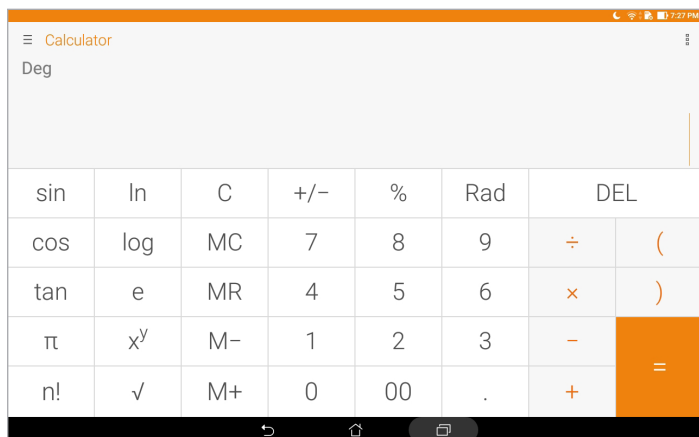 7:27 PM
Calculator
Deg
sin ln C +/− % Rad DEL
cos log MC 7 8 9 ÷ (
tan e MR 4 5 6 × )
π xʸ M− 1 2 3 − =
n! √ M+ 0 00 . +